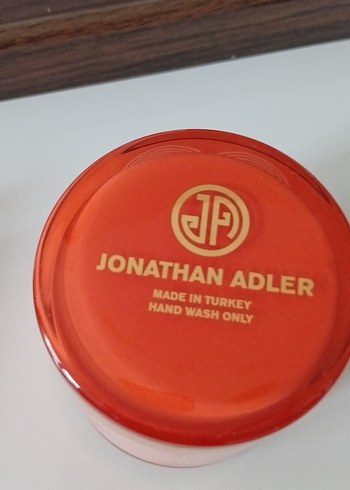 JA
JONATHAN ADLER
MADE IN TURKEY
HAND WASH ONLY